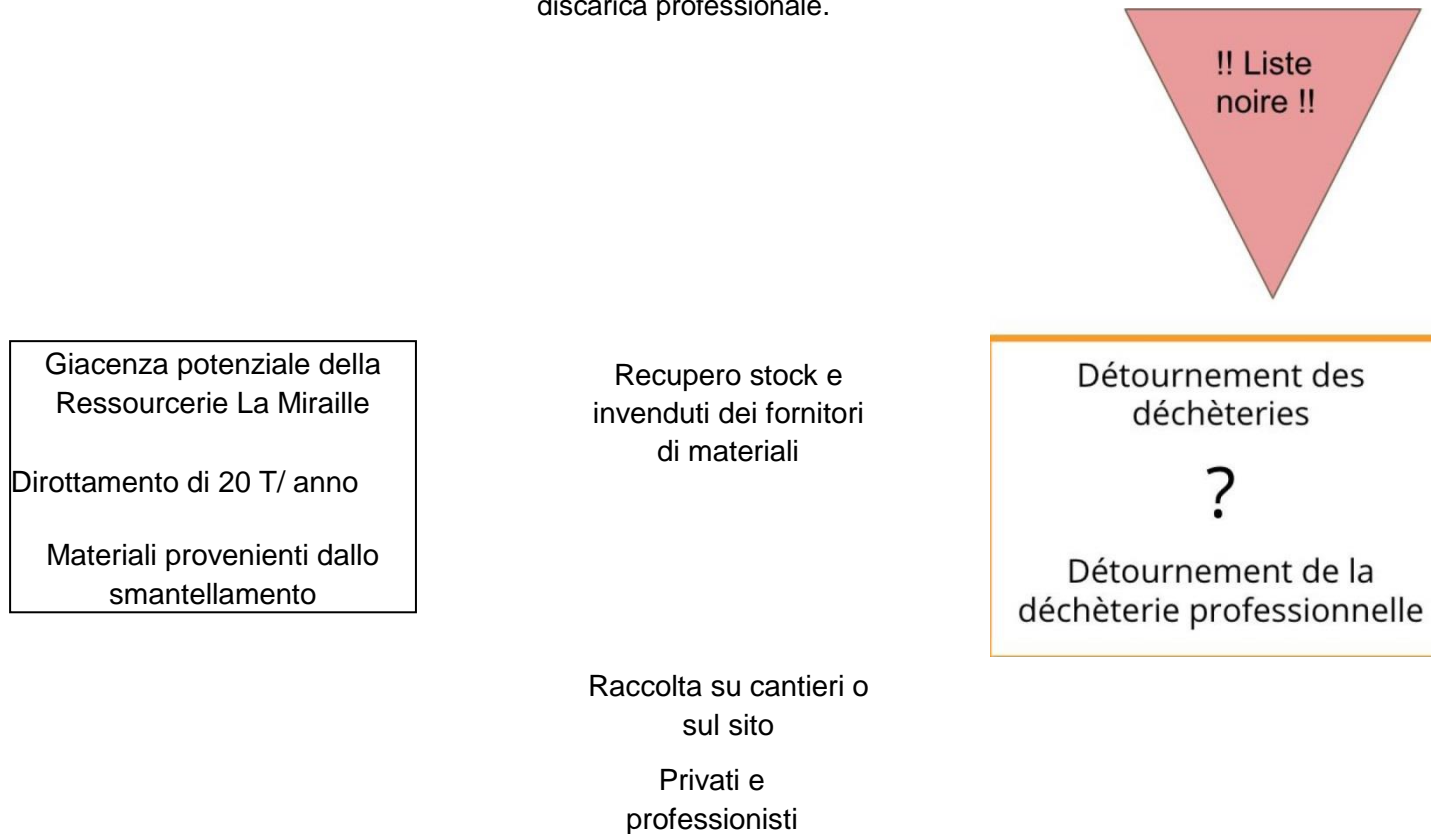 discarica professionale.
!! Liste
noire !!
Giacenza potenziale della
Ressourcerie La Miraille
Dirottamento di 20 T/ anno
Materiali provenienti dallo
smantellamento
Recupero stock e
invenduti dei fornitori
di materiali
Détournement des
déchèteries
?
Détournement de la
déchèterie professionnelle
Raccolta su cantieri o
sul sito
Privati e
professionisti